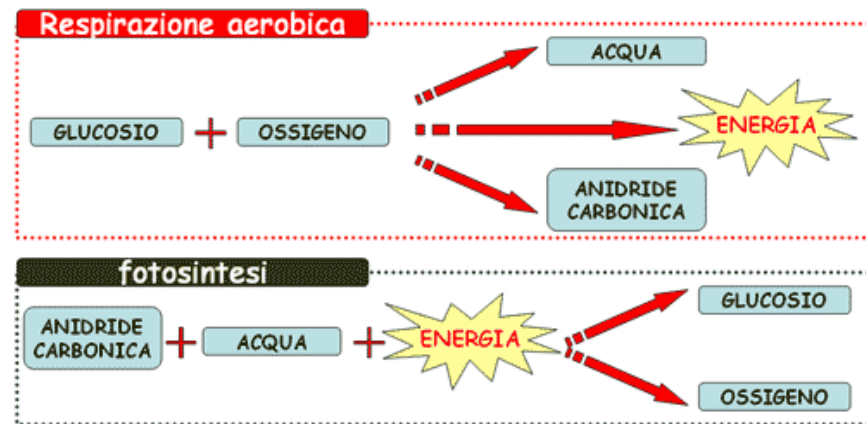 Respirazione aerobica
ACQUA
GLUCOSIO + OSSIGENO
ENERGIA
ANIDRIDE
CARBONICA
fotosintesi
ANIDRIDE
CARBONICA
+ ACQUA + ENERGIA
GLUCOSIO
OSSIGENO